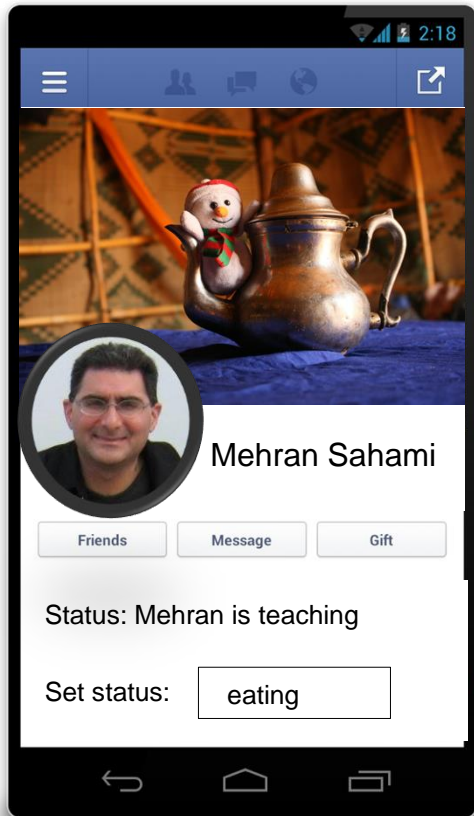 2:18
Mehran Sahami
Friends Message Gift
Status: Mehran is teaching
Set status: eating